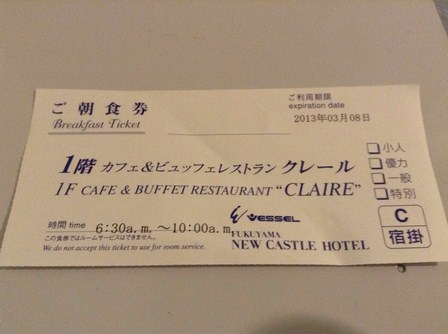 ご朝食券
Breakfast Ticket
ご利用期限
expiration date
2013年03月08日
1階 カフェ&ビュッフェレストラン クレール
1F CAFE & BUFFET RESTAURANT "CLAIRE"
小人
優力
一般
特別
時間 time 6:30a.m.～10:00a.m
この食券ではルームサービスはできません。
We do not accept this ticket to use for room service.
VESSEL
FUKUYAMA
NEW CASTLE HOTEL
C
宿掛